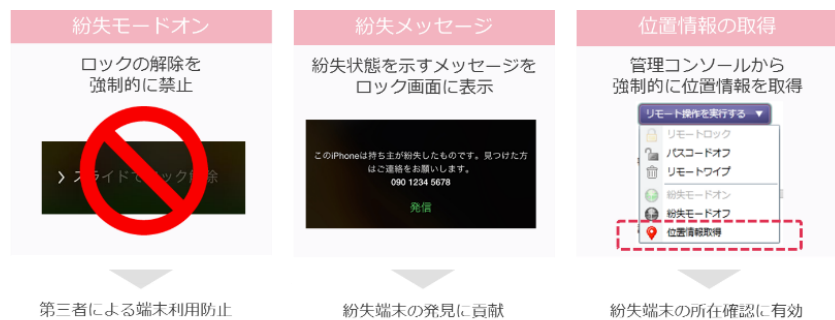 紛失モードオン
ロックの解除を
強制的に禁止
スライドでロック解除
第三者による端末利用防止
紛失メッセージ
紛失状態を示すメッセージを
ロック画面に表示
このiPhoneは持ち主が紛失したものです。見つけた方
はご連絡をお願いします。
090 1234 5678
発信
紛失端末の発見に貢献
位置情報の取得
管理コンソールから
強制的に位置情報を取得
リモート操作を実行する ▼
リモートロック
パスコードオフ
リモートワイプ
紛失モードオン
紛失モードオフ
位置情報取得
紛失端末の所在確認に有効